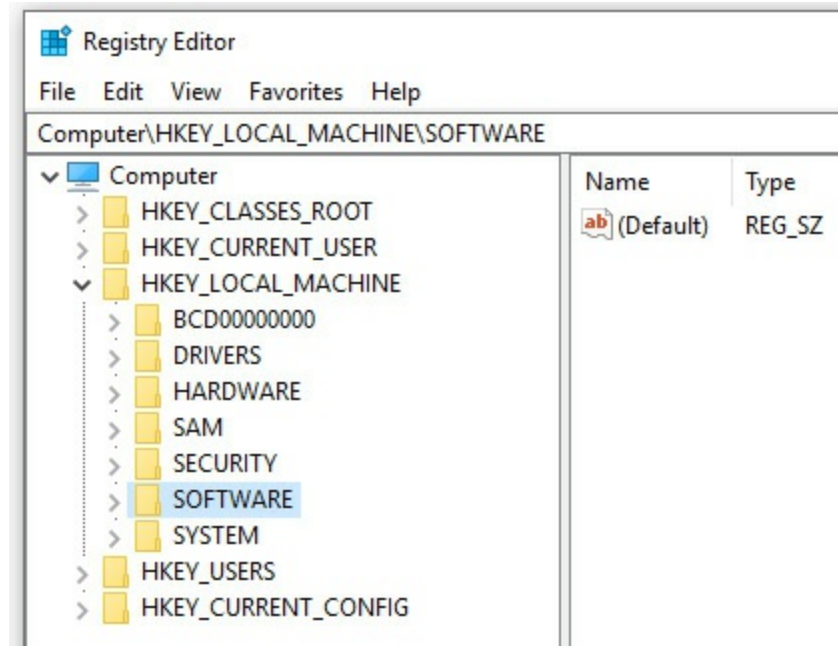 Registry Editor
File Edit View Favorites Help
Computer\HKEY_LOCAL_MACHINE\SOFTWARE
Computer
HKEY_CLASSES_ROOT
HKEY_CURRENT_USER
HKEY_LOCAL_MACHINE
BCD00000000
DRIVERS
HARDWARE
SAM
SECURITY
SOFTWARE
SYSTEM
HKEY_USERS
HKEY_CURRENT_CONFIG
Name Type
ab (Default) REG_SZ